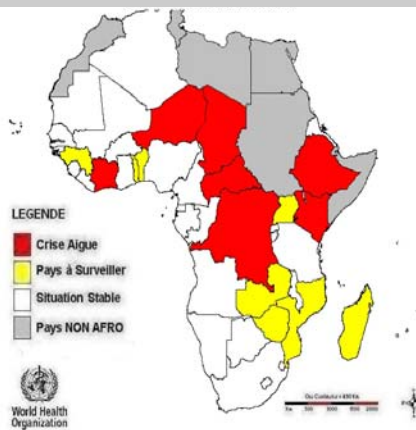 LEGENDE
Crise Aigue
Pays à Surveiller
Situation Stable
Pays NON AFRO
World Health
Organization